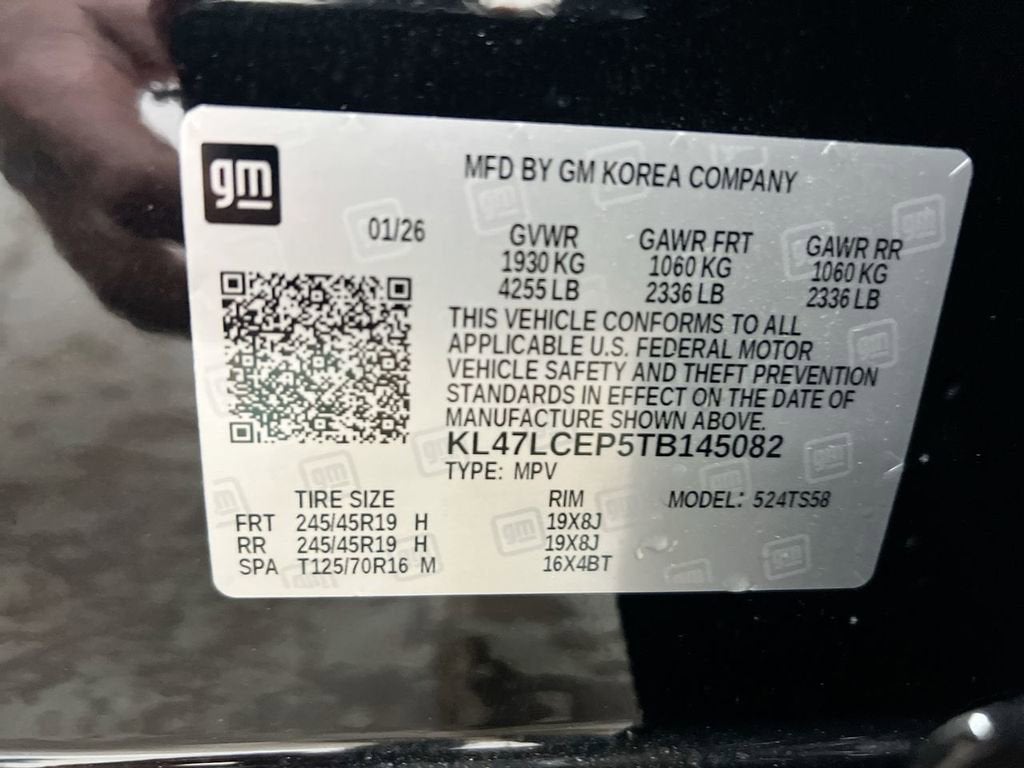 gm
MFD BY GM KOREA COMPANY
01/26
GVWR GAWR FRT GAWR RR
1930 KG 1060 KG 1060 KG
4255 LB 2336 LB 2336 LB
THIS VEHICLE CONFORMS TO ALL
APPLICABLE U.S. FEDERAL MOTOR
VEHICLE SAFETY AND THEFT PREVENTION
STANDARDS IN EFFECT ON THE DATE OF
MANUFACTURE SHOWN ABOVE.
KL47LCEP5TB145082
TYPE: MPV
TIRE SIZE RIM MODEL: 524TS58
FRT 245/45R19 H 19X8J
RR 245/45R19 H 19X8J
SPA T125/70R16 M 16X4BT